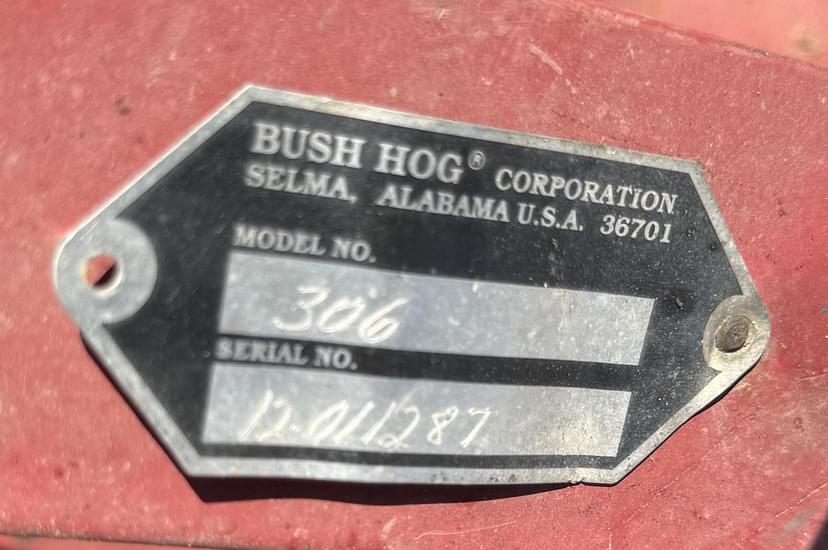 BUSH HOG® CORPORATION
SELMA, ALABAMA U.S.A. 36701
MODEL NO.
306
SERIAL NO.
12-011287